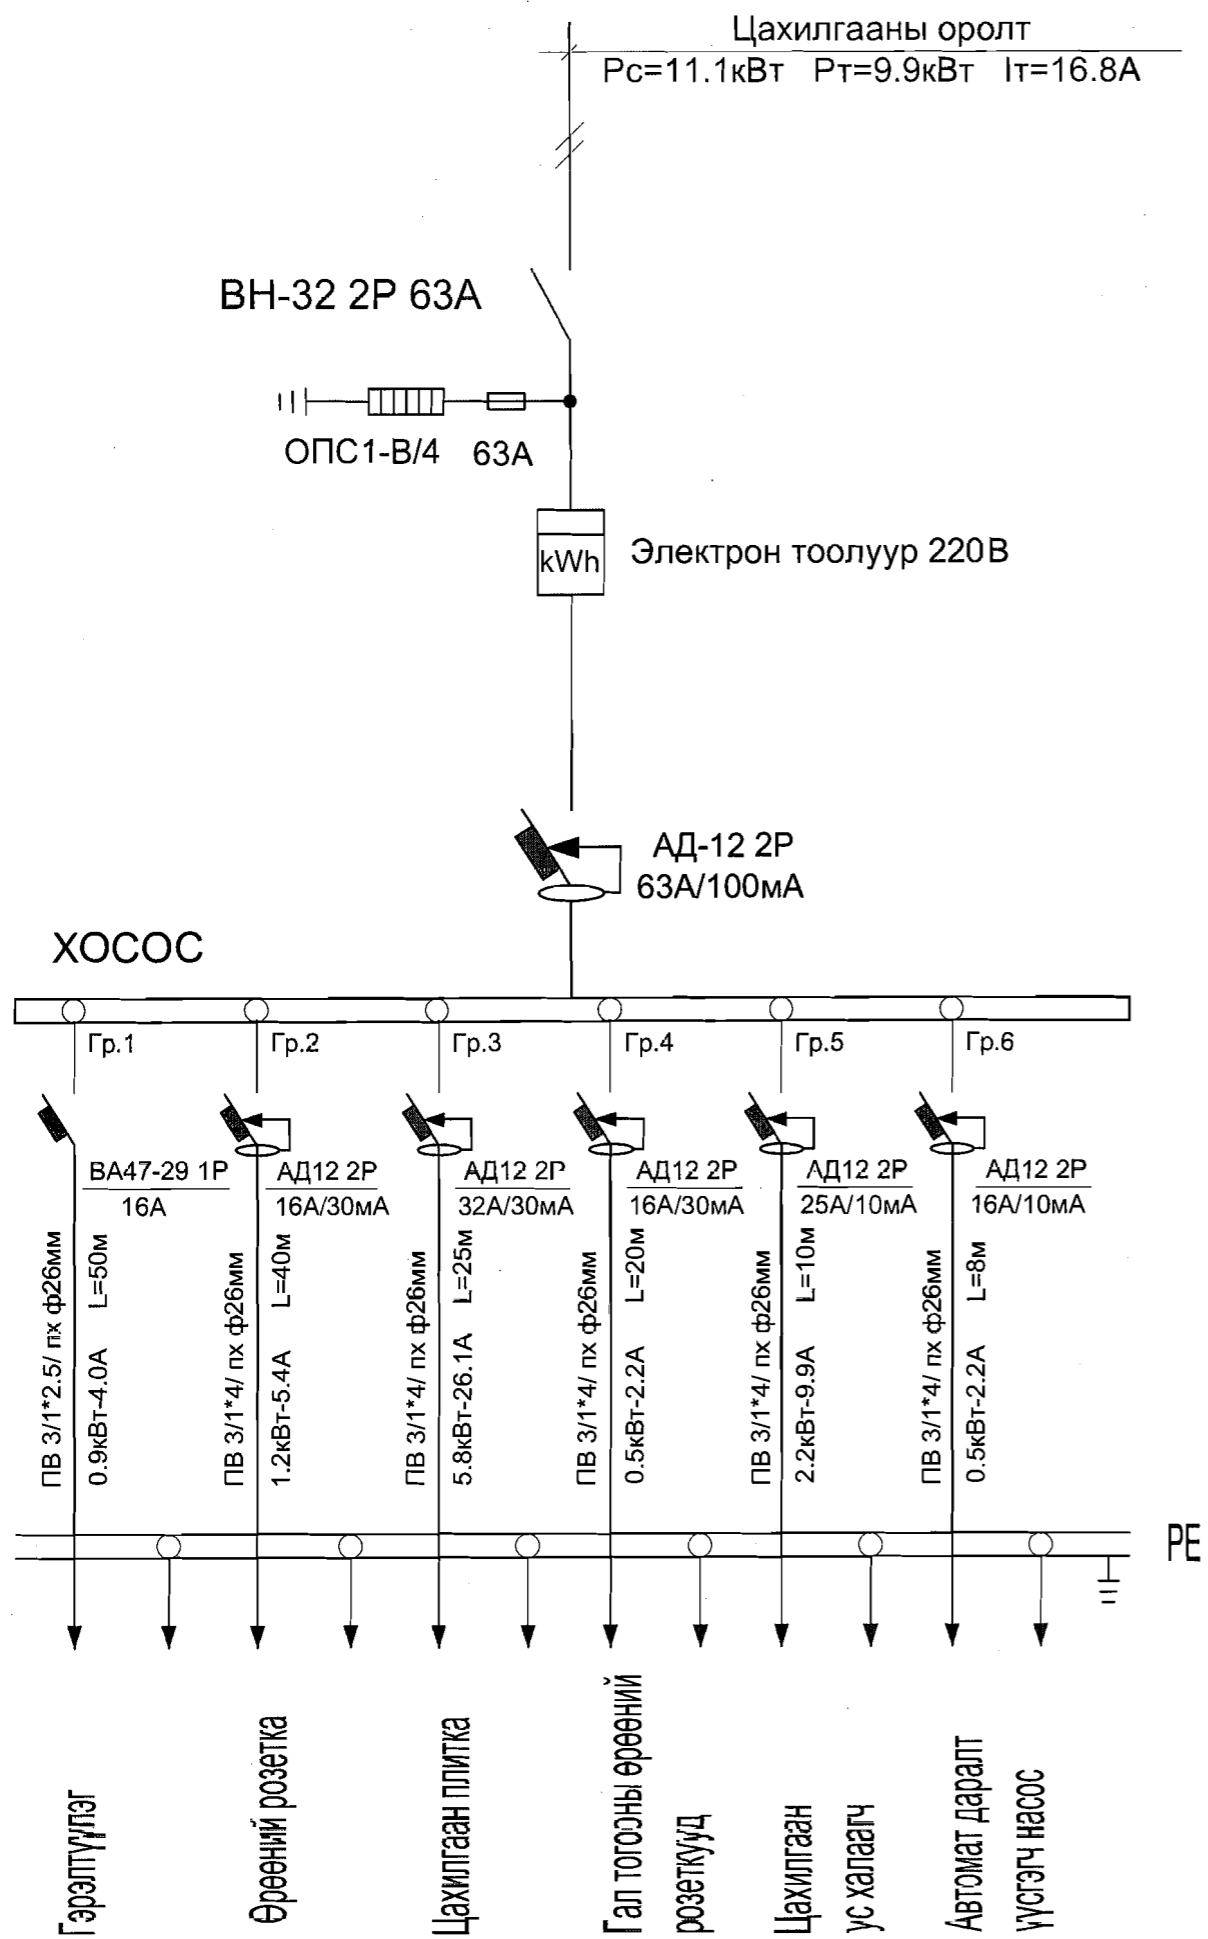 Цахилгааны оролт
Рс=11.1кВт Рт=9.9кВт Iт=16.8А
ВН-32 2Р 63А
ОПС1-В/4 63А
kWh
Электрон тоолуур 220В
АД-12 2Р
63А/100мА
ХОСОС
Гр.1
Гр.2
Гр.3
Гр.4
Гр.5
Гр.6
ВА47-29 1Р
16А
АД12 2Р
16А/30мА
АД12 2Р
32А/30мА
АД12 2Р
16А/30мА
АД12 2Р
25А/10мА
АД12 2Р
16А/10мА
ПВ 3/1*2.5/ пх ф26мм
0.9кВт-4.0А L=50м
ПВ 3/1*4/ пх ф26мм
1.2кВт-5.4А L=40м
ПВ 3/1*4/ пх ф26мм
5.8кВт-26.1А L=25м
ПВ 3/1*4/ пх ф26мм
0.5кВт-2.2А L=20м
ПВ 3/1*4/ пх ф26мм
2.2кВт-9.9А L=10м
ПВ 3/1*4/ пх ф26мм
0.5кВт-2.2А L=8м
РЕ
Гэрэлтүүлэг
Өрөөний розетка
Цахилгаан плитка
Гал тогооны өрөөний
розеткууд
Цахилгаан
ус халаагч
Автомат даралт
үүсгэгч насос